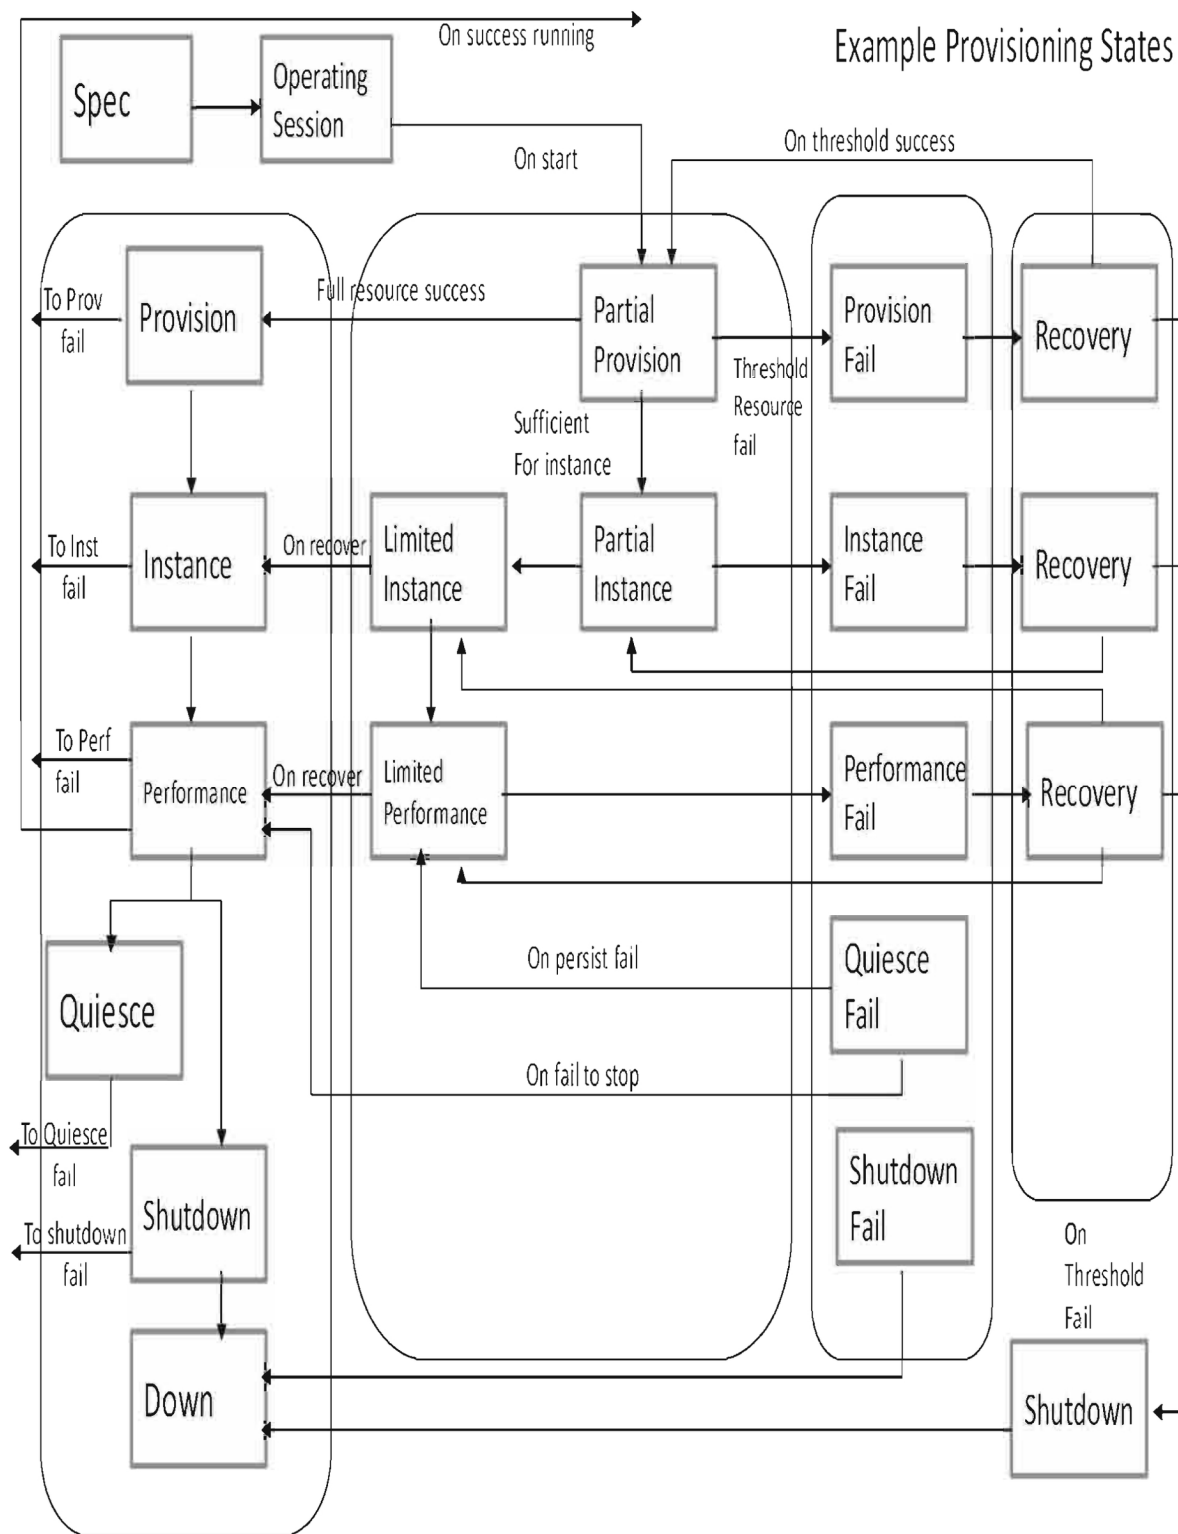 On success running
Example Provisioning States
Spec
Operating
Session
On start
On threshold success
To Prov
fail
Provision
Full resource success
Partial
Provision
Threshold
Resource
fail
Provision
Fail
Recovery
Sufficient
For instance
To Inst
fail
Instance
On recover
Limited
Instance
Partial
Instance
Instance
Fail
Recovery
To Perf
fail
Performance
On recover
Limited
Performance
Performance
Fail
Recovery
Quiesce
On persist fail
Quiesce
Fail
On fail to stop
To Quiesce
fail
Shutdown
Shutdown
Fail
To shutdown
fail
On
Threshold
Fail
Down
Shutdown